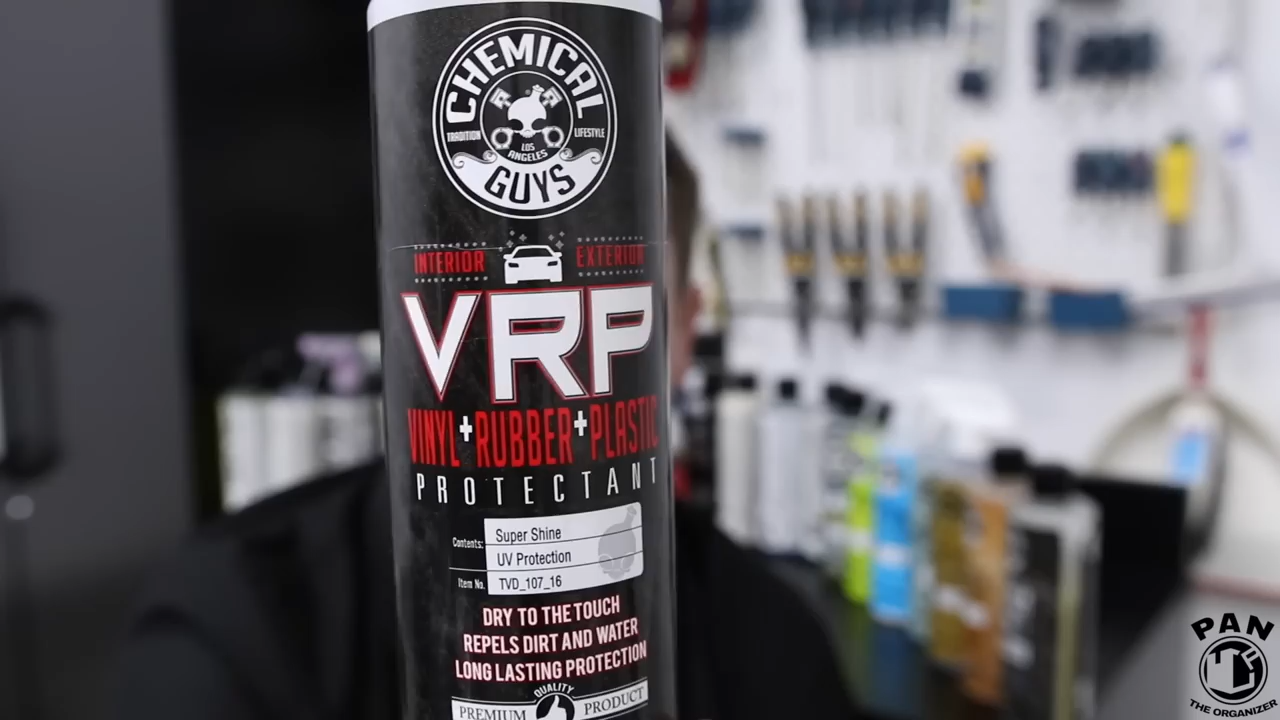 CHEMICAL
TRADITION
LIFESTYLE
LOS
ANGELES
GUYS
INTERIOR EXTERIOR
VRP
VINYL+RUBBER+PLASTIC
PROTECTANT
Contents: Super Shine
UV Protection
Item No. TVD_107_16
DRY TO THE TOUCH
REPELS DIRT AND WATER
LONG LASTING PROTECTION
QUALITY
PREMIUM PRODUCT
PAN
THE ORGANIZER